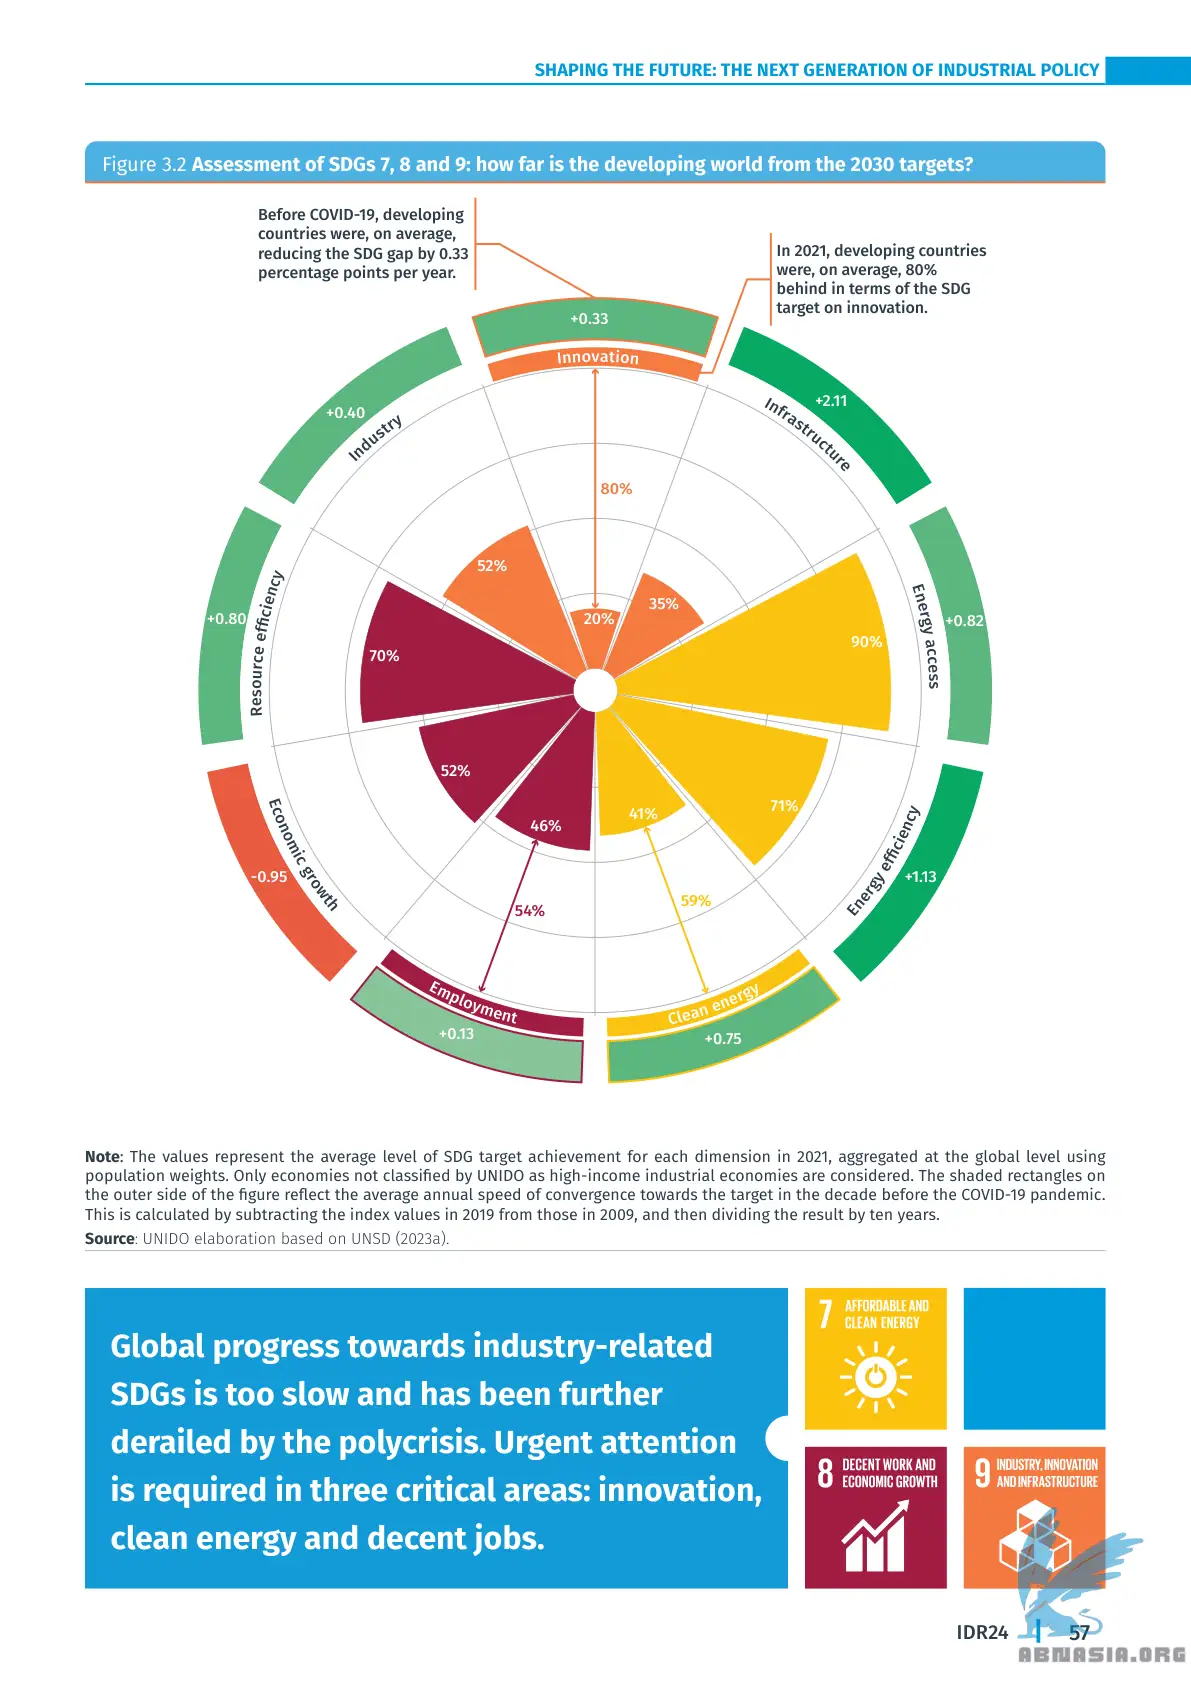 SHAPING THE FUTURE: THE NEXT GENERATION OF INDUSTRIAL POLICY
Figure 3.2 Assessment of SDGs 7, 8 and 9: how far is the developing world from the 2030 targets?
Before COVID-19, developing
countries were, on average,
reducing the SDG gap by 0.33
percentage points per year.
In 2021, developing countries
were, on average, 80%
behind in terms of the SDG
target on innovation.
+0.33
Innovation
+2.11
Infrastructure
+0.40
Industry
80%
52%
35%
20%
+0.80
Resource efficiency
70%
90%
Energy access
+0.82
52%
46%
41%
71%
-0.95
Economic growth
54%
59%
Energy efficiency
+1.13
Employment
+0.13
Clean energy
+0.75
Note: The values represent the average level of SDG target achievement for each dimension in 2021, aggregated at the global level using
population weights. Only economies not classified by UNIDO as high-income industrial economies are considered. The shaded rectangles on
the outer side of the figure reflect the average annual speed of convergence towards the target in the decade before the COVID-19 pandemic.
This is calculated by subtracting the index values in 2019 from those in 2009, and then dividing the result by ten years.
Source: UNIDO elaboration based on UNSD (2023a).
Global progress towards industry-related
SDGs is too slow and has been further
derailed by the polycrisis. Urgent attention
is required in three critical areas: innovation,
clean energy and decent jobs.
7 AFFORDABLE AND
CLEAN ENERGY
8 DECENT WORK AND
ECONOMIC GROWTH
9 INDUSTRY, INNOVATION
AND INFRASTRUCTURE
IDR24 | 57
ABNASIA.ORG